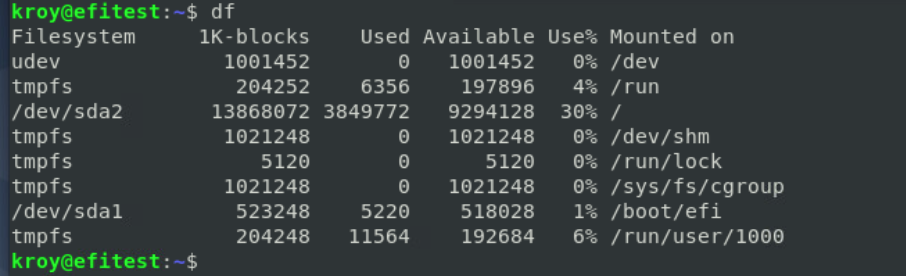 kroy@efitest:~$ df
Filesystem     1K-blocks    Used Available Use% Mounted on
udev             1001452       0   1001452   0% /dev
tmpfs             204252    6356    197896   4% /run
/dev/sda2       13868072 3849772   9294128  30% /
tmpfs            1021248       0   1021248   0% /dev/shm
tmpfs               5120       0      5120   0% /run/lock
tmpfs            1021248       0   1021248   0% /sys/fs/cgroup
/dev/sda1         523248    5220    518028   1% /boot/efi
tmpfs             204248   11564    192684   6% /run/user/1000
kroy@efitest:~$